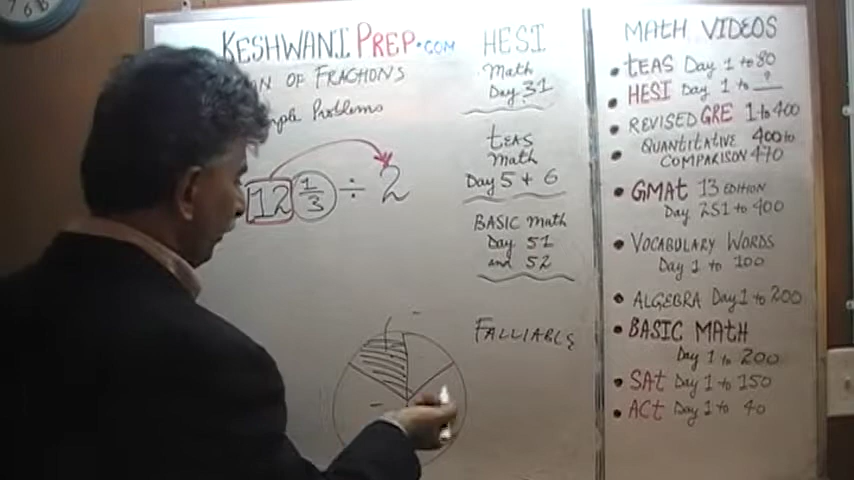 KESHWANI PREP.COM
OF FRACTIONS
Problems
12 1/3 ÷ 2
HESI
Math
Day 31
TEAS
Math
Day 5 + 6
BASIC Math
Day 51
and 52
FALLIABLE
MATH VIDEOS
• TEAS Day 1 to 80
• HESI Day 1 to ?
• REVISED GRE 1 to 400
• QUANTITATIVE 400 to
COMPARISON 470
• GMAT 13 EDITION
Day 251 to 400
• VOCABULARY WORDS
Day 1 to 100
• ALGEBRA Day 1 to 200
• BASIC MATH
Day 1 to 200
• SAT Day 1 to 150
• ACT Day 1 to 40